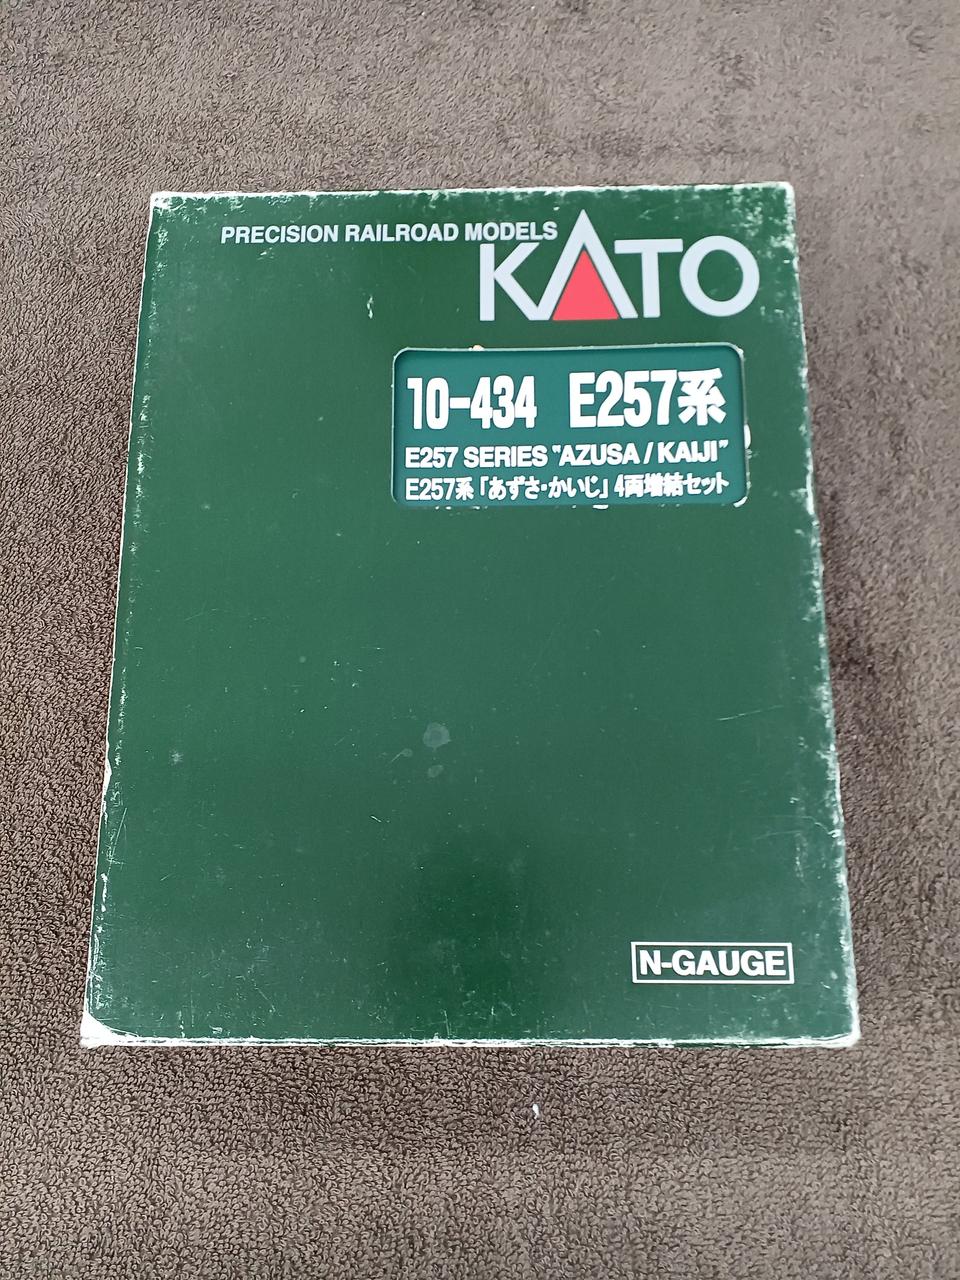 PRECISION RAILROAD MODELS
KATO
10-434 E257系
E257 SERIES "AZUSA / KAIJI"
E257系「あずさ・かいじ」4両増結セット
N-GAUGE